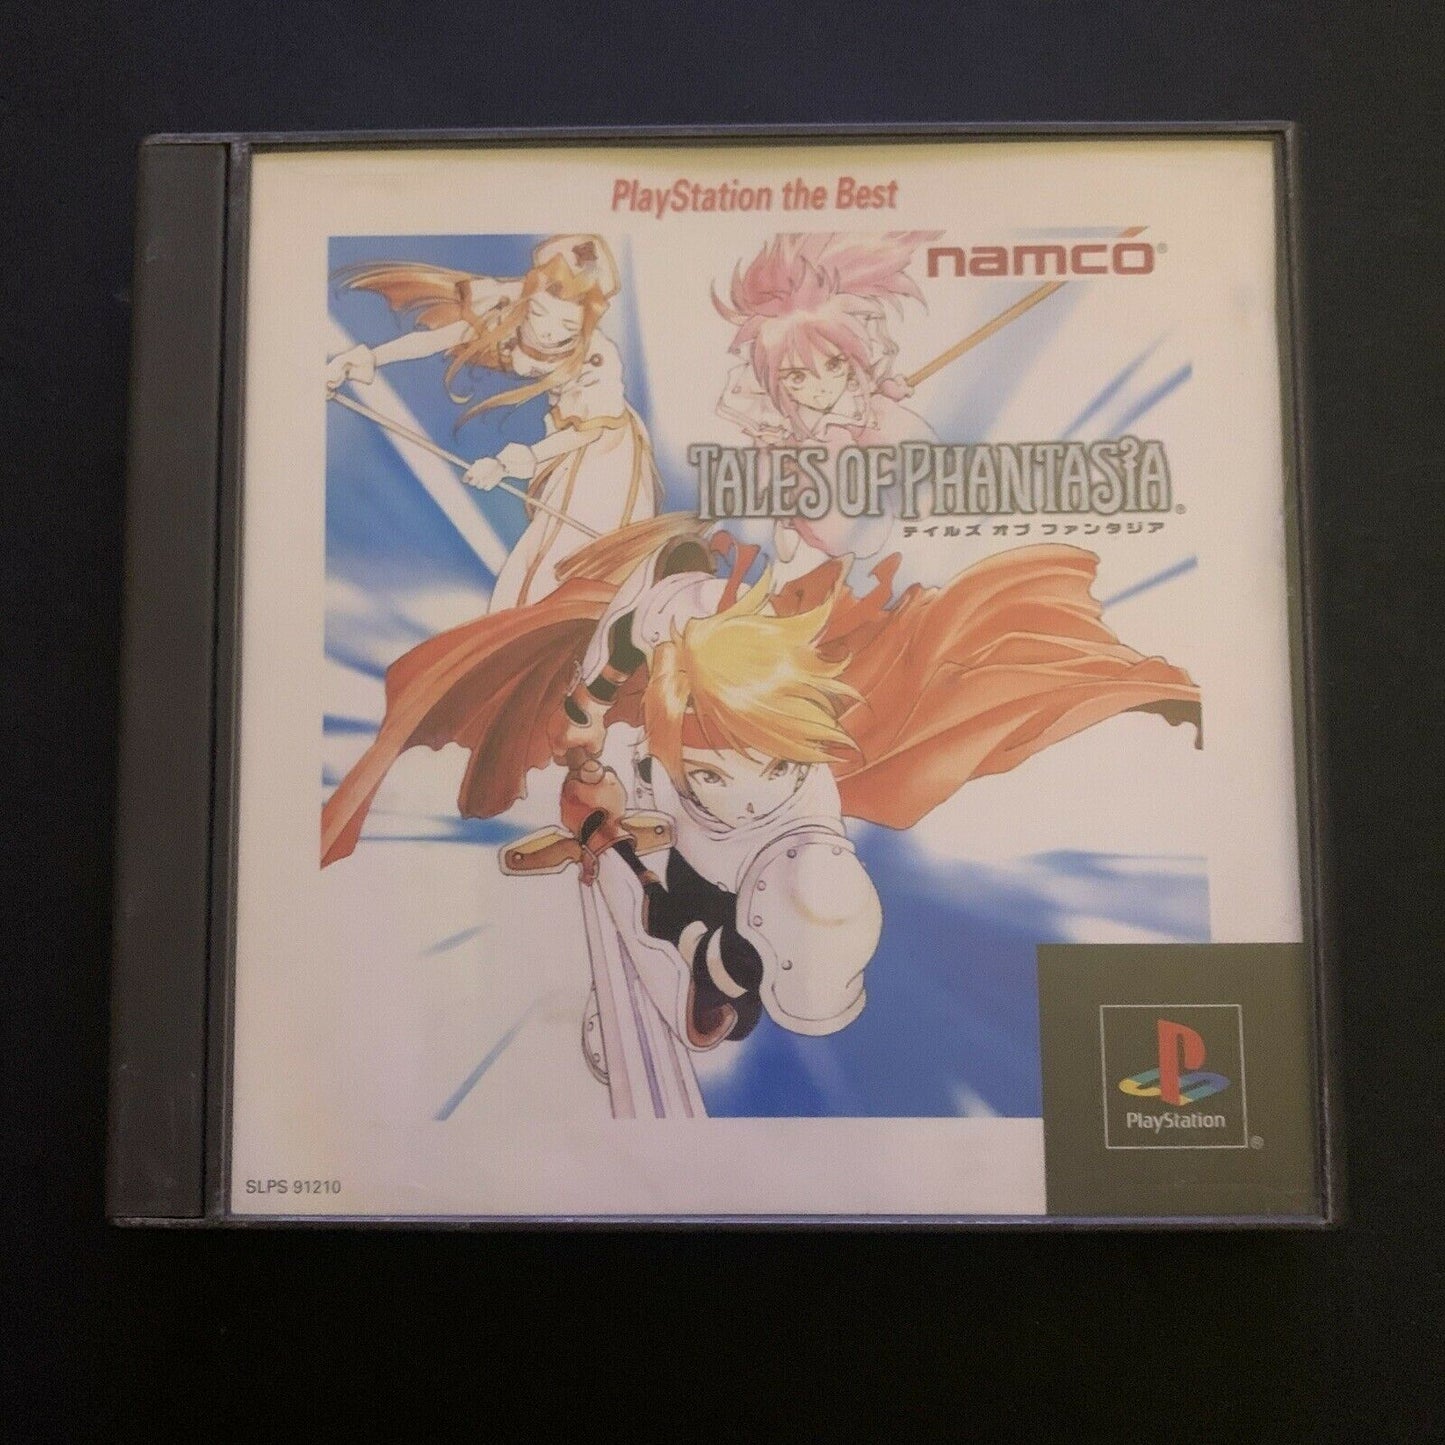 PlayStation the Best
namco®
TALES OF PHANTASIA®
テイルズ オブ ファンタジア
PlayStation®
SLPS 91210